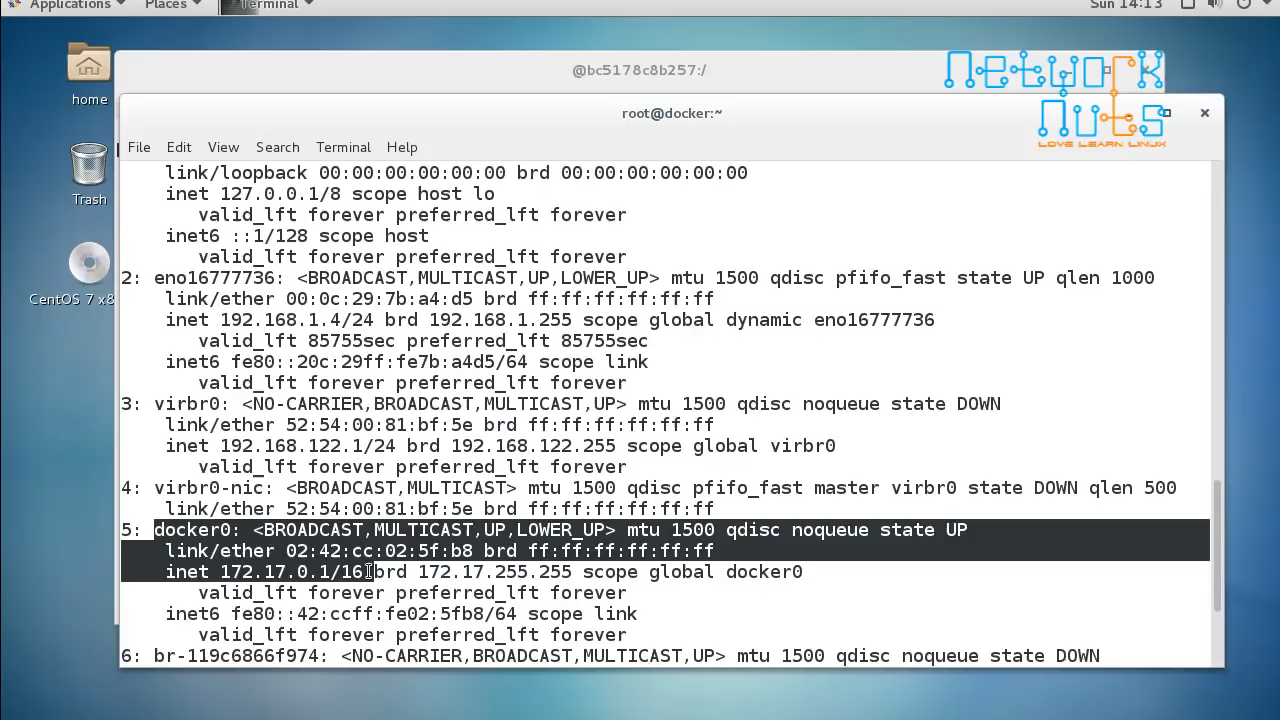 Applications Places Terminal Sun 14:13
@bc5178c8b257:/
Network
Nuts
LOVE LEARN LINUX
home
Trash
CentOS 7 x8
root@docker:~
File Edit View Search Terminal Help
link/loopback 00:00:00:00:00:00 brd 00:00:00:00:00:00
inet 127.0.0.1/8 scope host lo
valid_lft forever preferred_lft forever
inet6 ::1/128 scope host
valid_lft forever preferred_lft forever
2: eno16777736: <BROADCAST,MULTICAST,UP,LOWER_UP> mtu 1500 qdisc pfifo_fast state UP qlen 1000
link/ether 00:0c:29:7b:a4:d5 brd ff:ff:ff:ff:ff:ff
inet 192.168.1.4/24 brd 192.168.1.255 scope global dynamic eno16777736
valid_lft 85755sec preferred_lft 85755sec
inet6 fe80::20c:29ff:fe7b:a4d5/64 scope link
valid_lft forever preferred_lft forever
3: virbr0: <NO-CARRIER,BROADCAST,MULTICAST,UP> mtu 1500 qdisc noqueue state DOWN
link/ether 52:54:00:81:bf:5e brd ff:ff:ff:ff:ff:ff
inet 192.168.122.1/24 brd 192.168.122.255 scope global virbr0
valid_lft forever preferred_lft forever
4: virbr0-nic: <BROADCAST,MULTICAST> mtu 1500 qdisc pfifo_fast master virbr0 state DOWN qlen 500
link/ether 52:54:00:81:bf:5e brd ff:ff:ff:ff:ff:ff
5: docker0: <BROADCAST,MULTICAST,UP,LOWER_UP> mtu 1500 qdisc noqueue state UP
link/ether 02:42:cc:02:5f:b8 brd ff:ff:ff:ff:ff:ff
inet 172.17.0.1/16 brd 172.17.255.255 scope global docker0
valid_lft forever preferred_lft forever
inet6 fe80::42:ccff:fe02:5fb8/64 scope link
valid_lft forever preferred_lft forever
6: br-119c6866f974: <NO-CARRIER,BROADCAST,MULTICAST,UP> mtu 1500 qdisc noqueue state DOWN